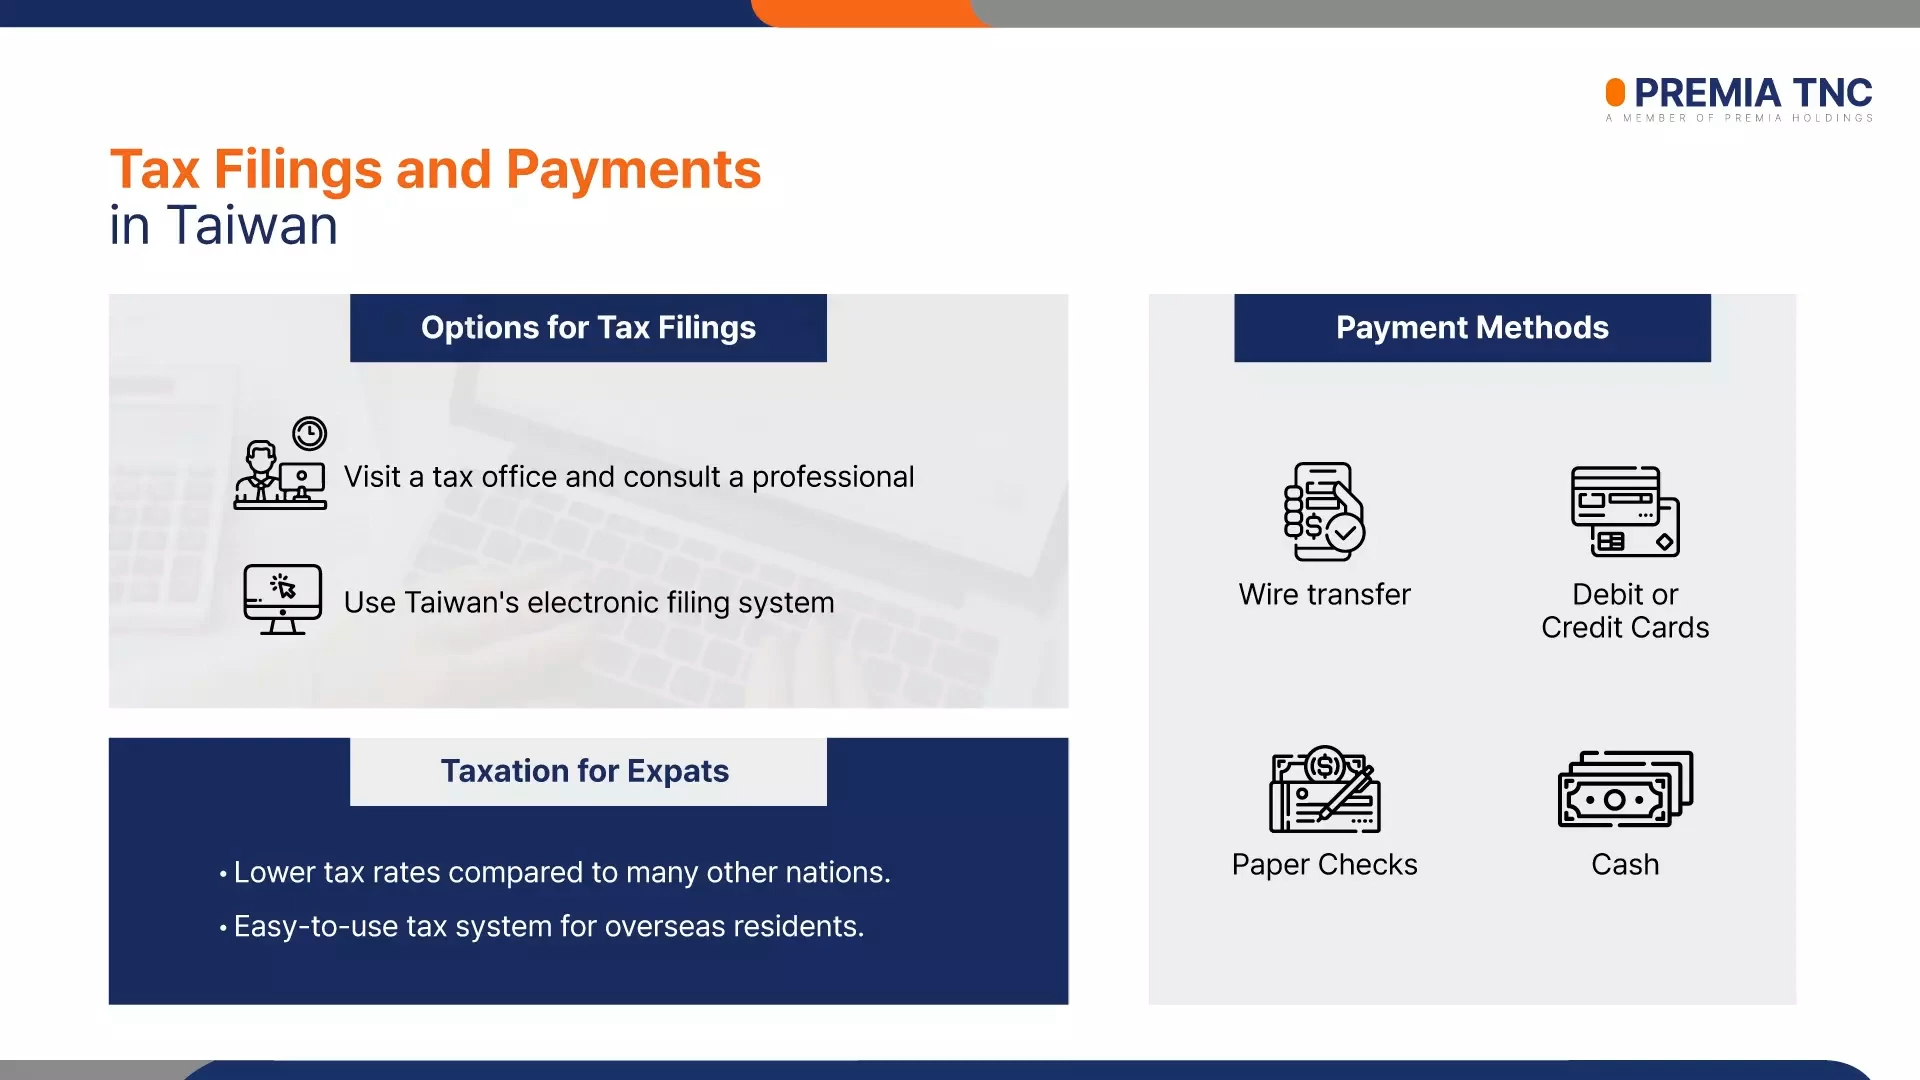 PREMIA TNC
A MEMBER OF PREMIA HOLDINGS
Tax Filings and Payments
in Taiwan
Options for Tax Filings
Visit a tax office and consult a professional
Use Taiwan's electronic filing system
Taxation for Expats
• Lower tax rates compared to many other nations.
• Easy-to-use tax system for overseas residents.
Payment Methods
Wire transfer
Debit or
Credit Cards
Paper Checks
Cash